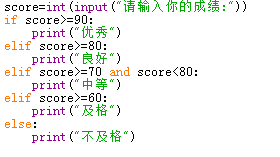 score=int(input("请输入你的成绩:"))
if score>=90:
    print("优秀")
elif score>=80:
    print("良好")
elif score>=70 and score<80:
    print("中等")
elif score>=60:
    print("及格")
else:
    print("不及格")